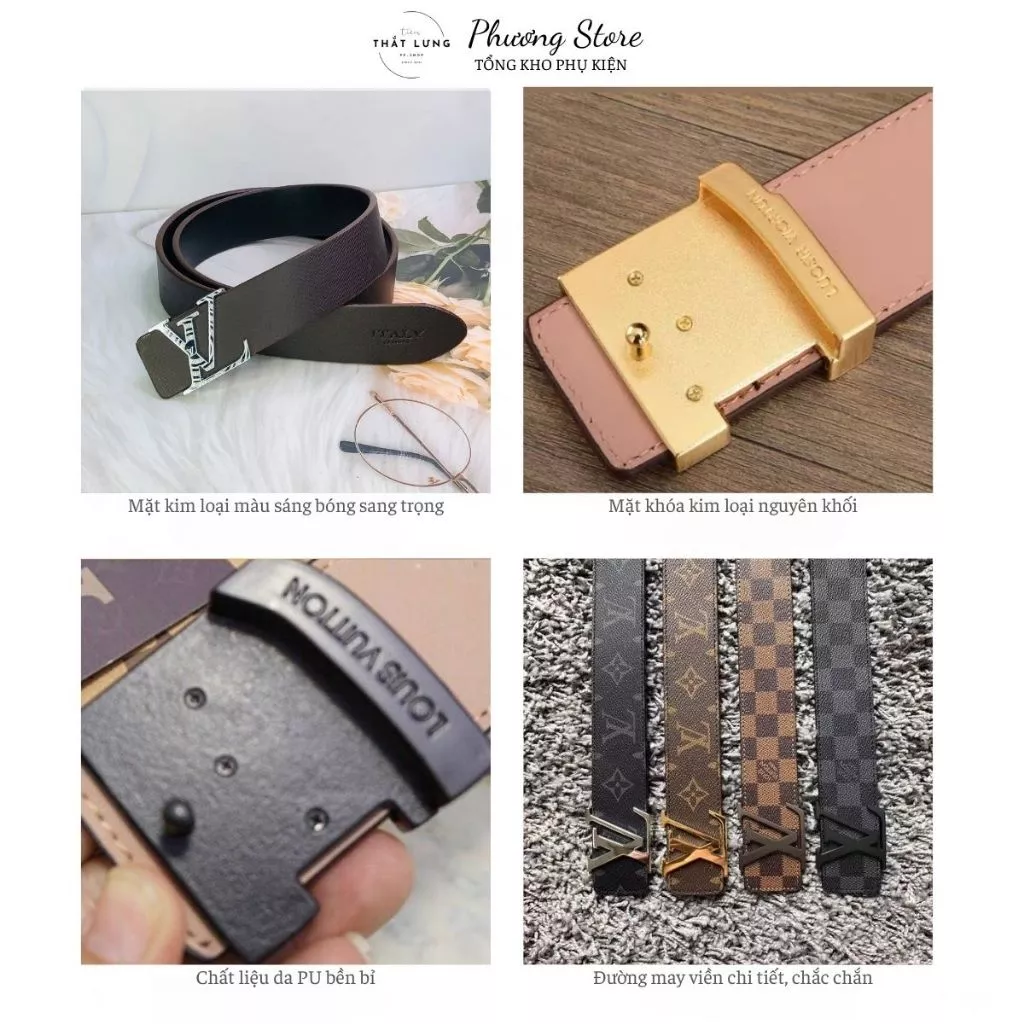 Tiệm
THẮT LƯNG
Phương Store
TỔNG KHO PHỤ KIỆN
ITALY
Mặt kim loại màu sáng bóng sang trọng
Mặt khóa kim loại nguyên khối
LOUIS VUITTON
Chất liệu da PU bền bỉ
Đường may viền chi tiết, chắc chắn